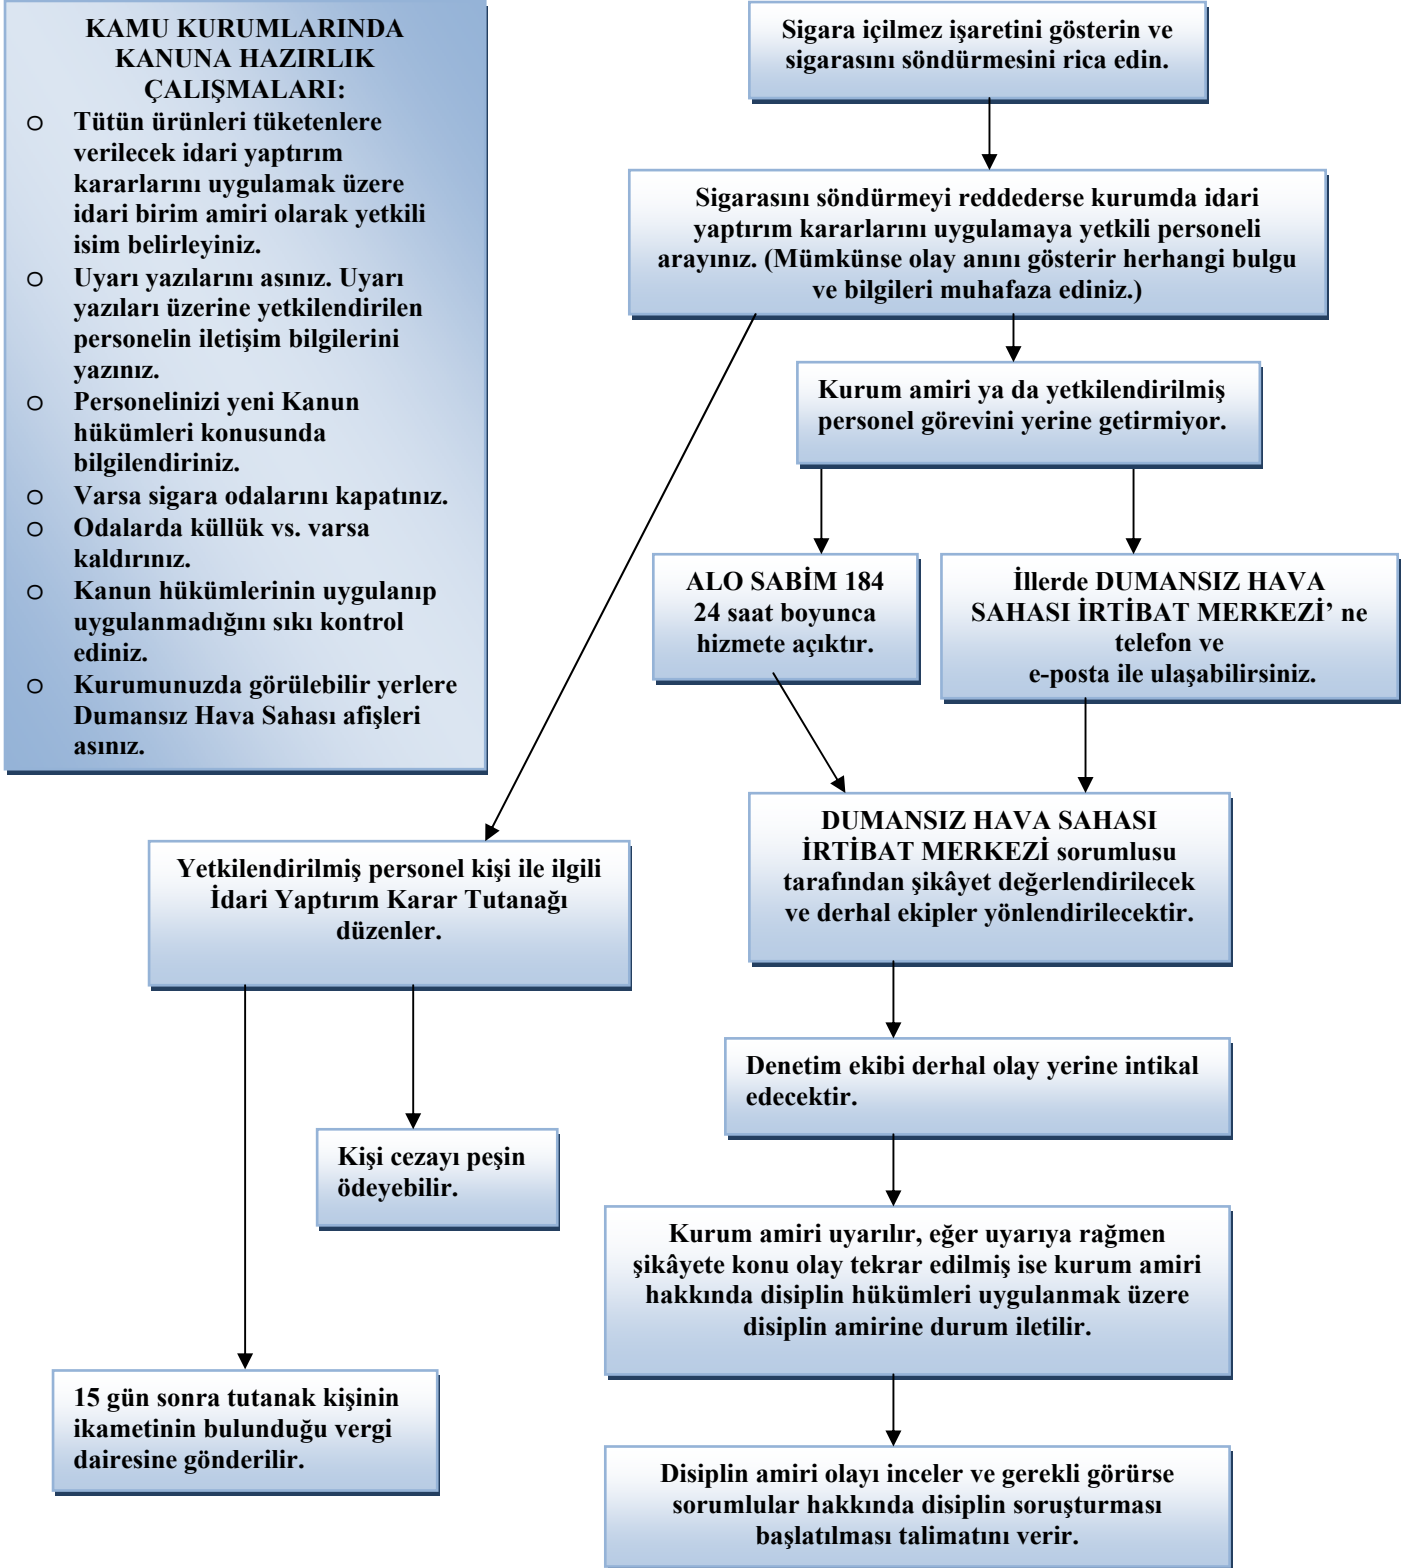 KAMU KURUMLARINDA
KANUNA HAZIRLIK
ÇALIŞMALARI:
o Tütün ürünleri tüketenlere
verilecek idari yaptırım
kararlarını uygulamak üzere
idari birim amiri olarak yetkili
isim belirleyiniz.
o Uyarı yazılarını asınız. Uyarı
yazıları üzerine yetkilendirilen
personelin iletişim bilgilerini
yazınız.
o Personelinizi yeni Kanun
hükümleri konusunda
bilgilendiriniz.
o Varsa sigara odalarını kapatınız.
o Odalarda küllük vs. varsa
kaldırınız.
o Kanun hükümlerinin uygulanıp
uygulanmadığını sıkı kontrol
ediniz.
o Kurumunuzda görülebilir yerlere
Dumansız Hava Sahası afişleri
asınız.
Sigara içilmez işaretini gösterin ve
sigarasını söndürmesini rica edin.
Sigarasını söndürmeyi reddederse kurumda idari
yaptırım kararlarını uygulamaya yetkili personeli
arayınız. (Mümkünse olay anını gösterir herhangi bulgu
ve bilgileri muhafaza ediniz.)
Kurum amiri ya da yetkilendirilmiş
personel görevini yerine getirmiyor.
ALO SABİM 184
24 saat boyunca
hizmete açıktır.
İllerde DUMANSIZ HAVA
SAHASI İRTİBAT MERKEZİ’ ne
telefon ve
e-posta ile ulaşabilirsiniz.
DUMANSIZ HAVA SAHASI
İRTİBAT MERKEZİ sorumlusu
tarafından şikâyet değerlendirilecek
ve derhal ekipler yönlendirilecektir.
Yetkilendirilmiş personel kişi ile ilgili
İdari Yaptırım Karar Tutanağı
düzenler.
Denetim ekibi derhal olay yerine intikal
edecektir.
Kişi cezayı peşin
ödeyebilir.
Kurum amiri uyarılır, eğer uyarıya rağmen
şikâyete konu olay tekrar edilmiş ise kurum amiri
hakkında disiplin hükümleri uygulanmak üzere
disiplin amirine durum iletilir.
15 gün sonra tutanak kişinin
ikametinin bulunduğu vergi
dairesine gönderilir.
Disiplin amiri olayı inceler ve gerekli görürse
sorumlular hakkında disiplin soruşturması
başlatılması talimatını verir.